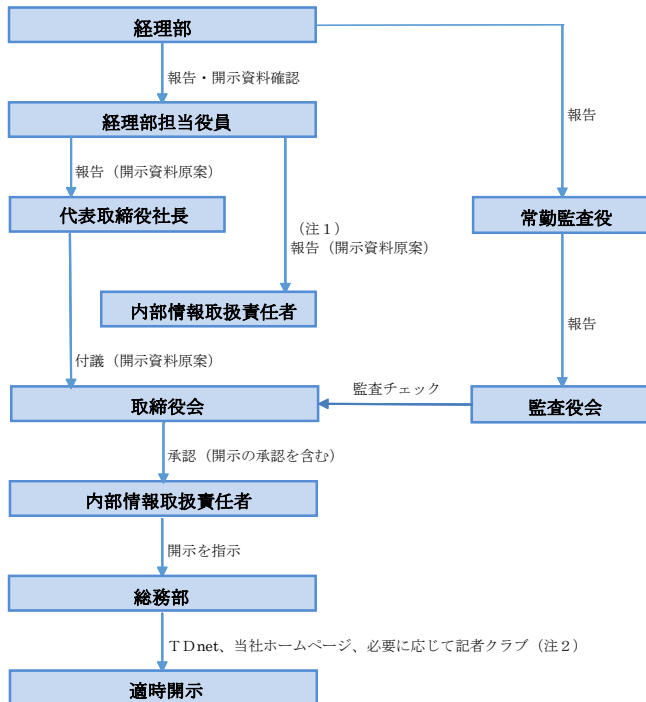 経理部
報告・開示資料確認
報告
経理部担当役員
報告（開示資料原案）
代表取締役社長
常勤監査役
（注１）
報告（開示資料原案）
内部情報取扱責任者
報告
付議（開示資料原案）
監査チェック
取締役会
監査役会
承認（開示の承認を含む）
内部情報取扱責任者
開示を指示
総務部
ＴＤnet、当社ホームページ、必要に応じて記者クラブ（注２）
適時開示